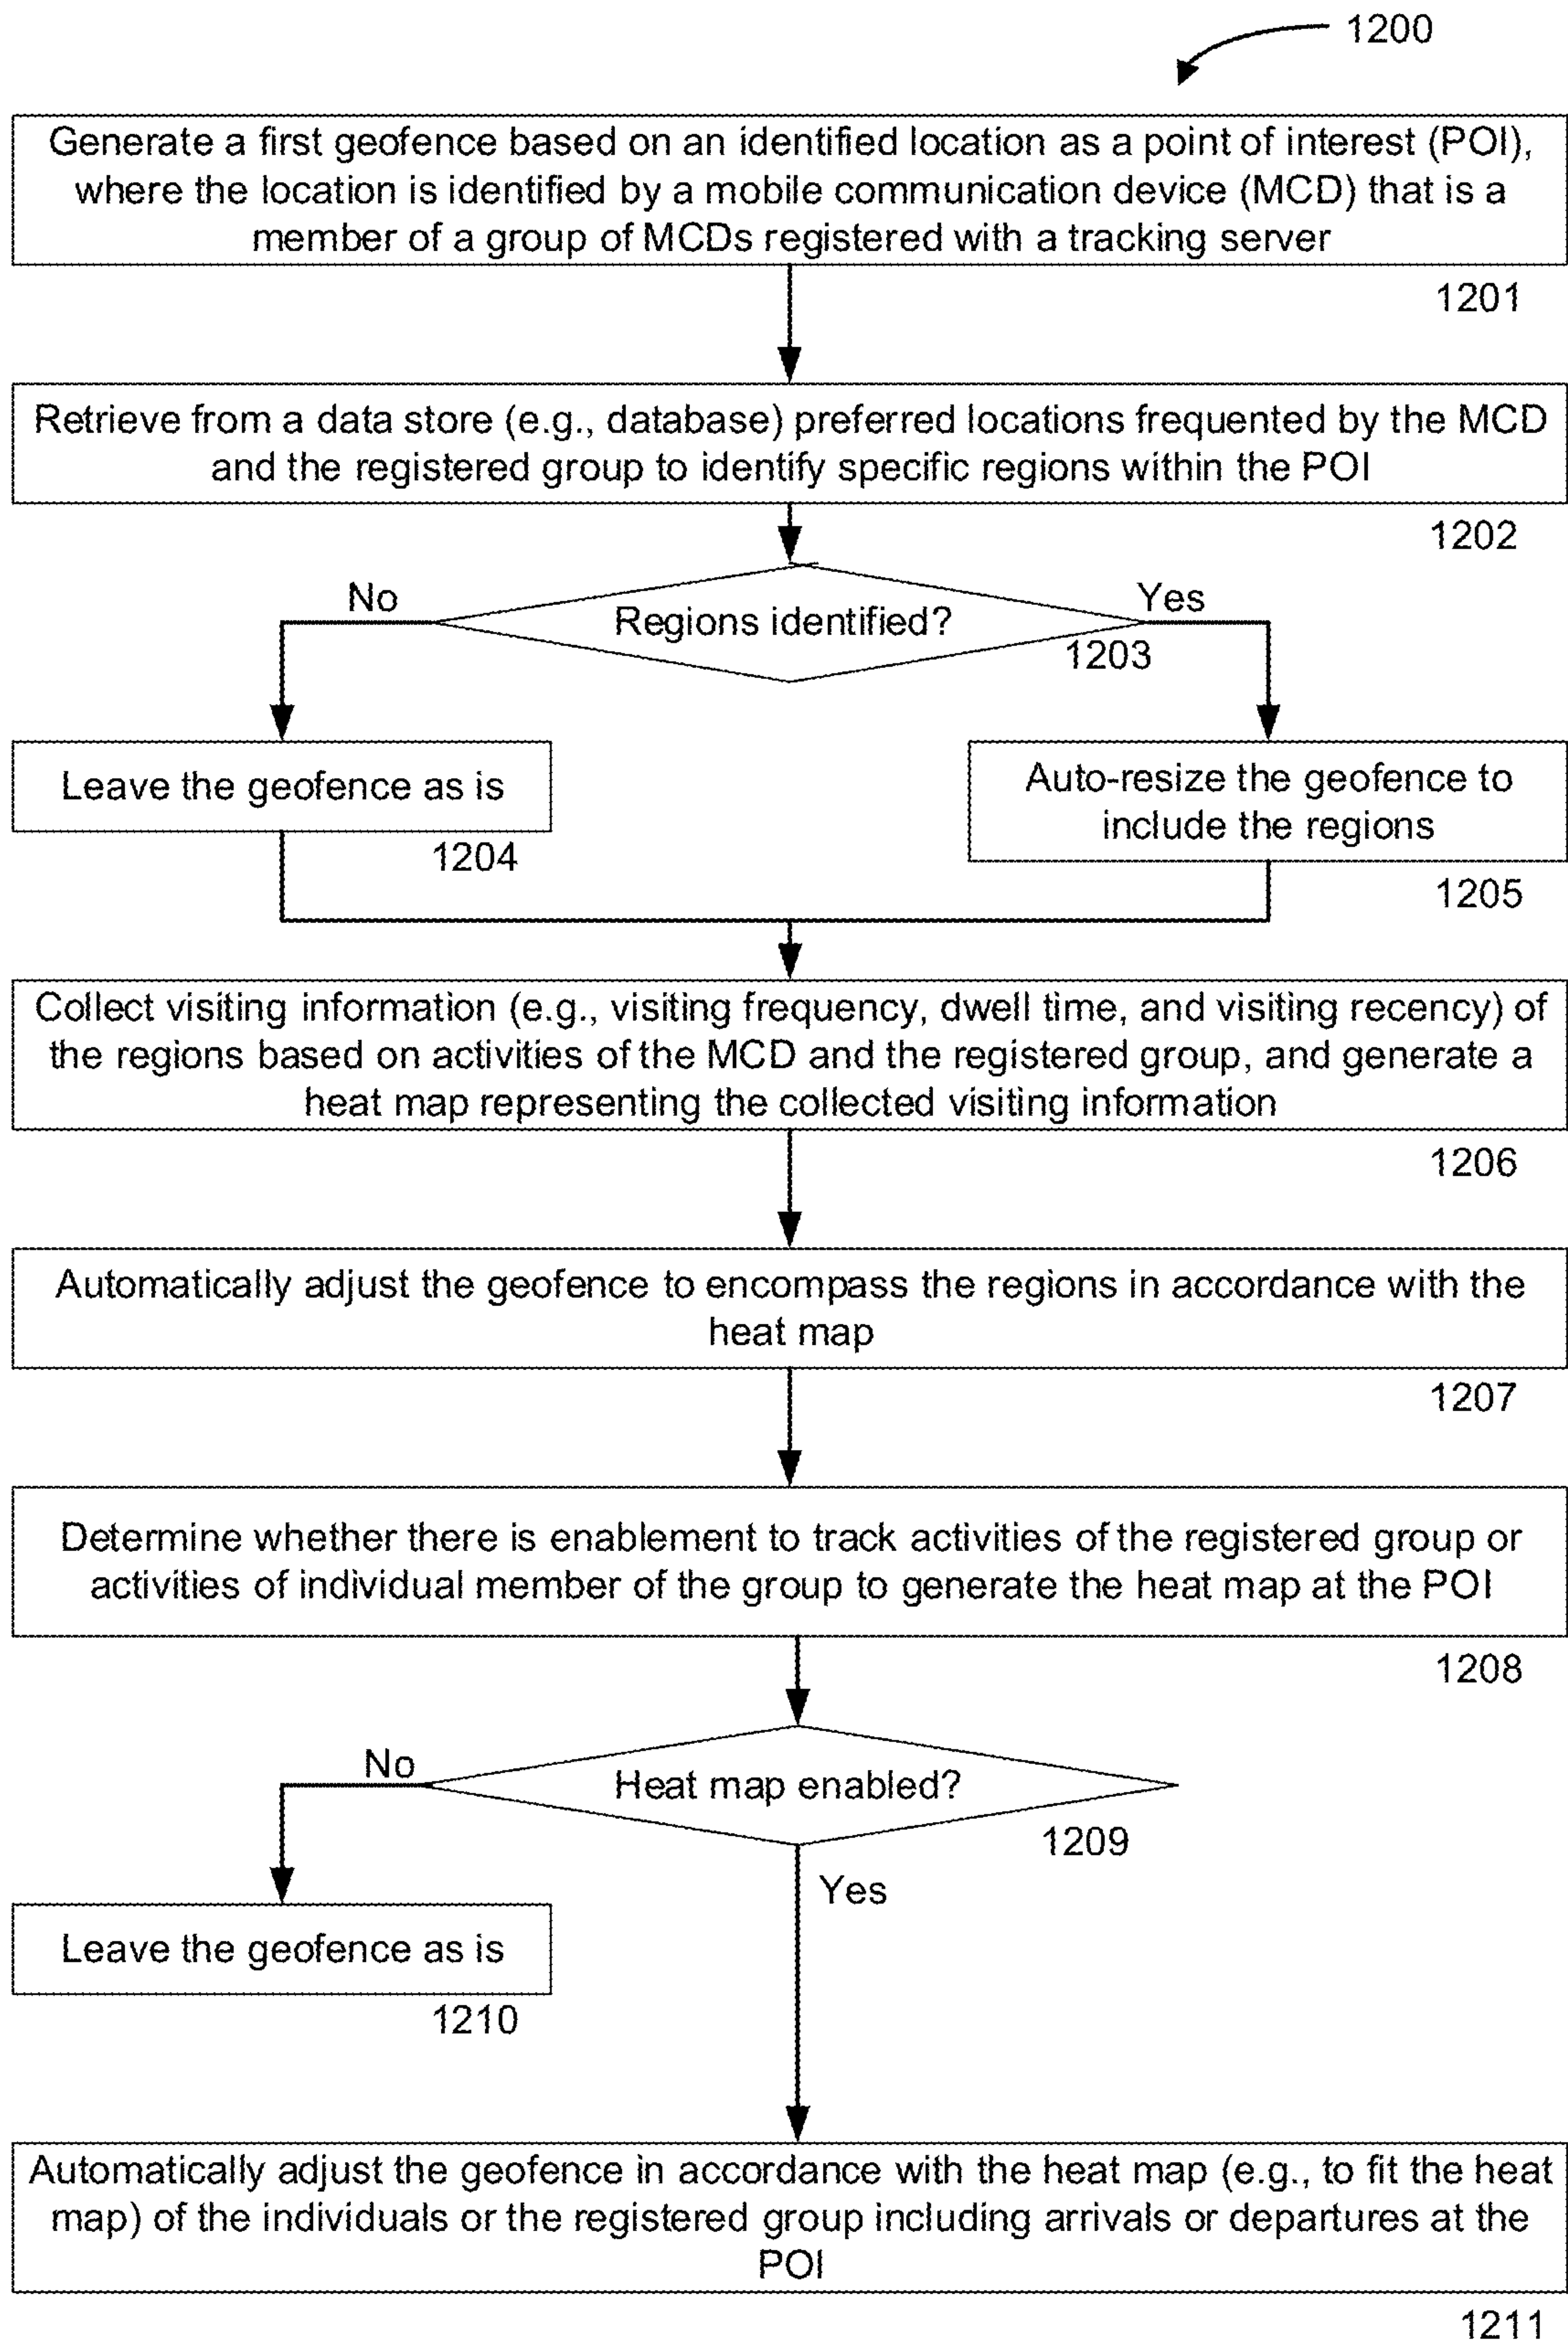 1200
Generate a first geofence based on an identified location as a point of interest (POI),
where the location is identified by a mobile communication device (MCD) that is a
member of a group of MCDs registered with a tracking server
1201
Retrieve from a data store (e.g., database) preferred locations frequented by the MCD
and the registered group to identify specific regions within the POI
1202
No
Yes
Regions identified?
1203
Leave the geofence as is
1204
Auto-resize the geofence to
include the regions
1205
Collect visiting information (e.g., visiting frequency, dwell time, and visiting recency) of
the regions based on activities of the MCD and the registered group, and generate a
heat map representing the collected visiting information
1206
Automatically adjust the geofence to encompass the regions in accordance with the
heat map
1207
Determine whether there is enablement to track activities of the registered group or
activities of individual member of the group to generate the heat map at the POI
1208
No
Heat map enabled?
1209
Yes
Leave the geofence as is
1210
Automatically adjust the geofence in accordance with the heat map (e.g., to fit the heat
map) of the individuals or the registered group including arrivals or departures at the
POI
1211